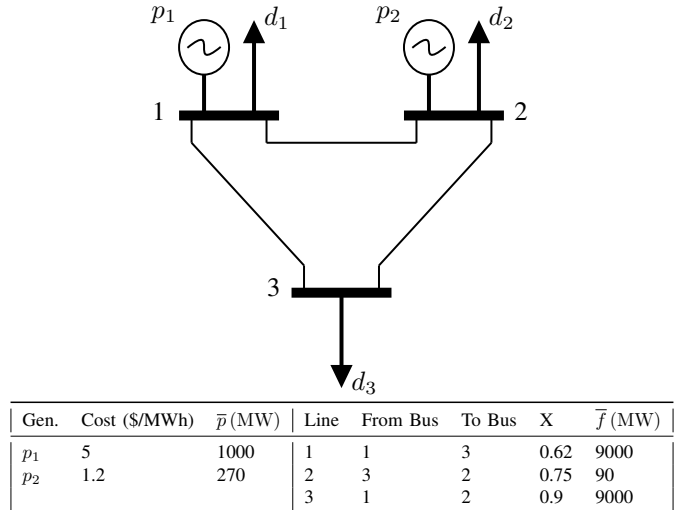 p₁ d₁ p₂ d₂
1 2
3
d₃
Gen. Cost ($/MWh) p̅ (MW) Line From Bus To Bus X f̅ (MW)
p₁ 5 1000 1 1 3 0.62 9000
p₂ 1.2 270 2 3 2 0.75 90
3 1 2 0.9 9000